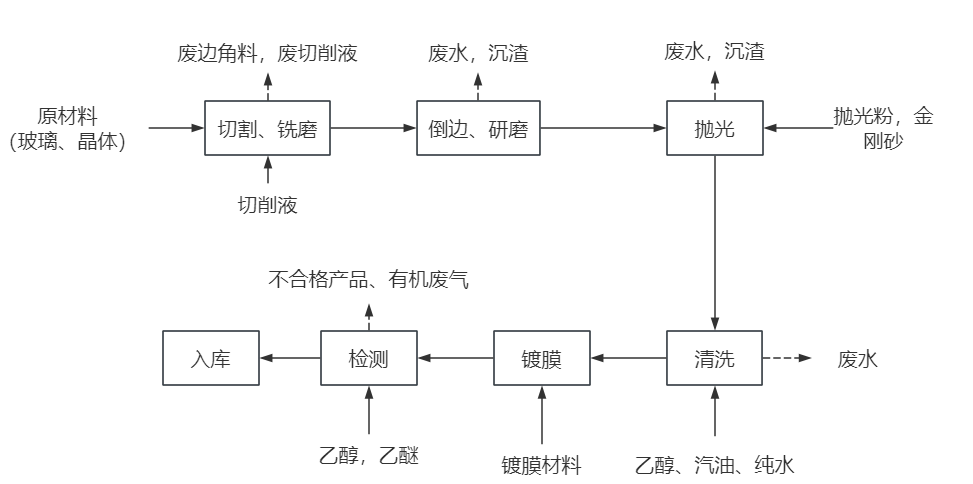 废边角料，废切削液
废水，沉渣
废水，沉渣
原材料
（玻璃、晶体）
切割、铣磨
倒边、研磨
抛光
抛光粉，金
刚砂
切削液
不合格产品、有机废气
入库
检测
镀膜
清洗
废水
乙醇，乙醚
镀膜材料
乙醇、汽油、纯水